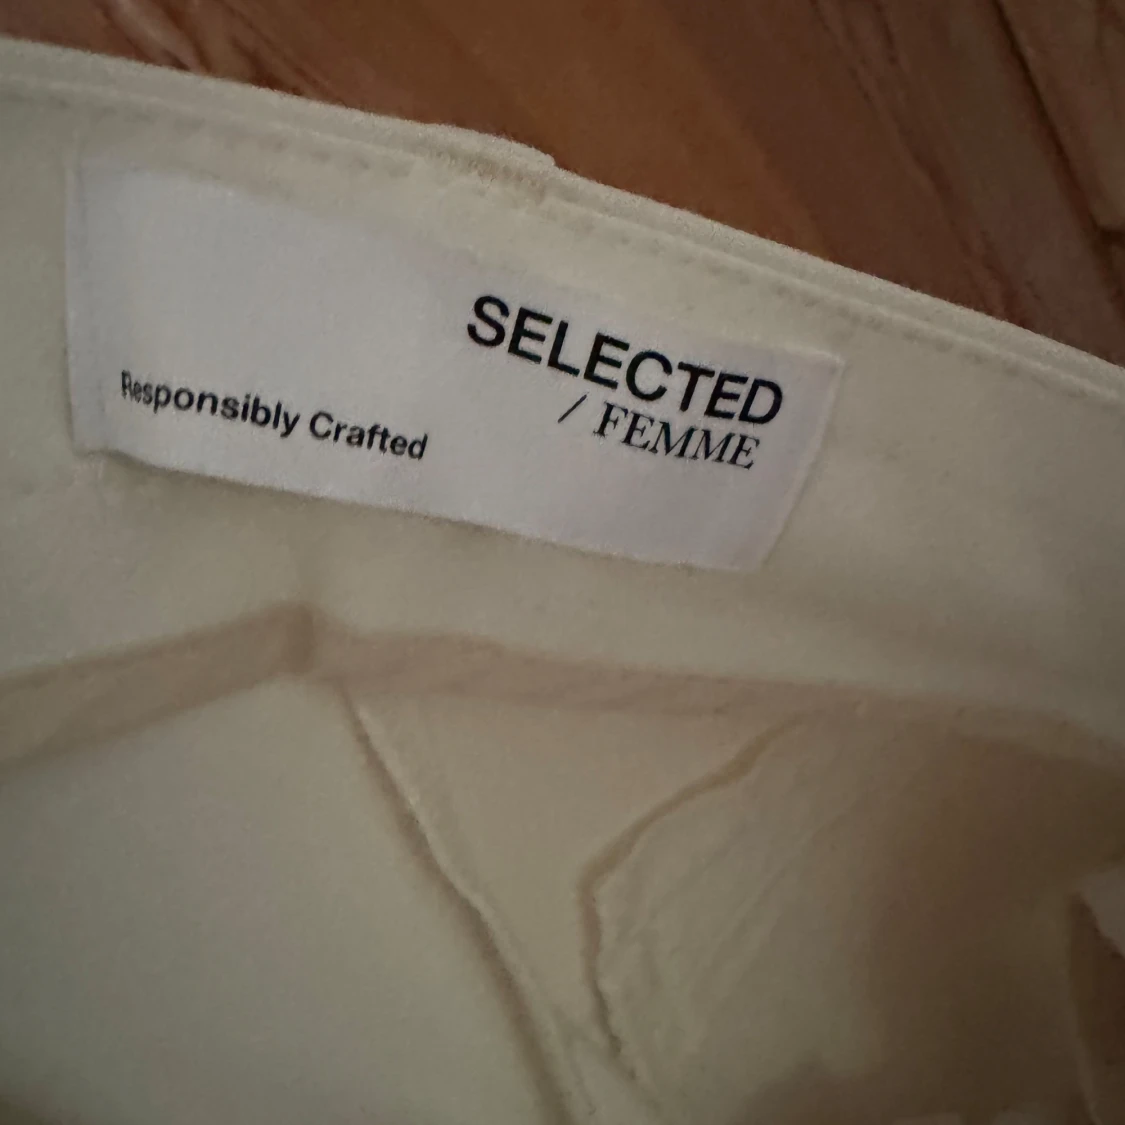 SELECTED
/ FEMME
Responsibly Crafted